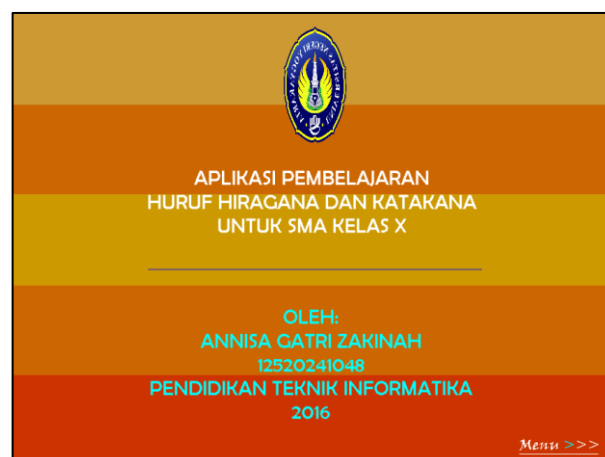 APLIKASI PEMBELAJARAN
HURUF HIRAGANA DAN KATAKANA
UNTUK SMA KELAS X
OLEH:
ANNISA GATRI ZAKINAH
12520241048
PENDIDIKAN TEKNIK INFORMATIKA
2016
Menu >>>